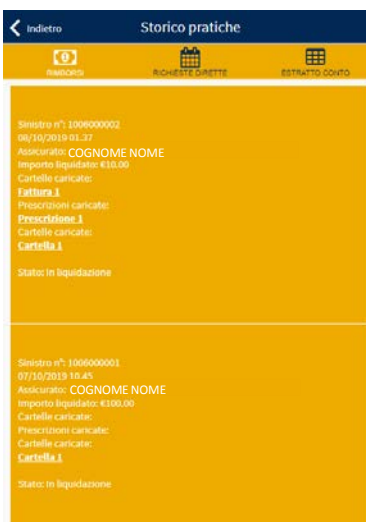 Indietro
Storico pratiche
RIMBORSI
RICHIESTE DIRETTE
ESTRATTO CONTO
Sinistro n°: 1006000002
08/10/2019 01.37
Assicurato: COGNOME NOME
Importo liquidato: €10.00
Cartelle caricate:
Fattura 1
Prescrizioni caricate:
Prescrizione 1
Cartelle caricate:
Cartella 1
Stato: In liquidazione
Sinistro n°: 1006000001
07/10/2019 10.45
Assicurato: COGNOME NOME
Importo liquidato: €100,00
Cartelle caricate:
Prescrizioni caricate:
Cartelle caricate:
Cartella 1
Stato: In liquidazione